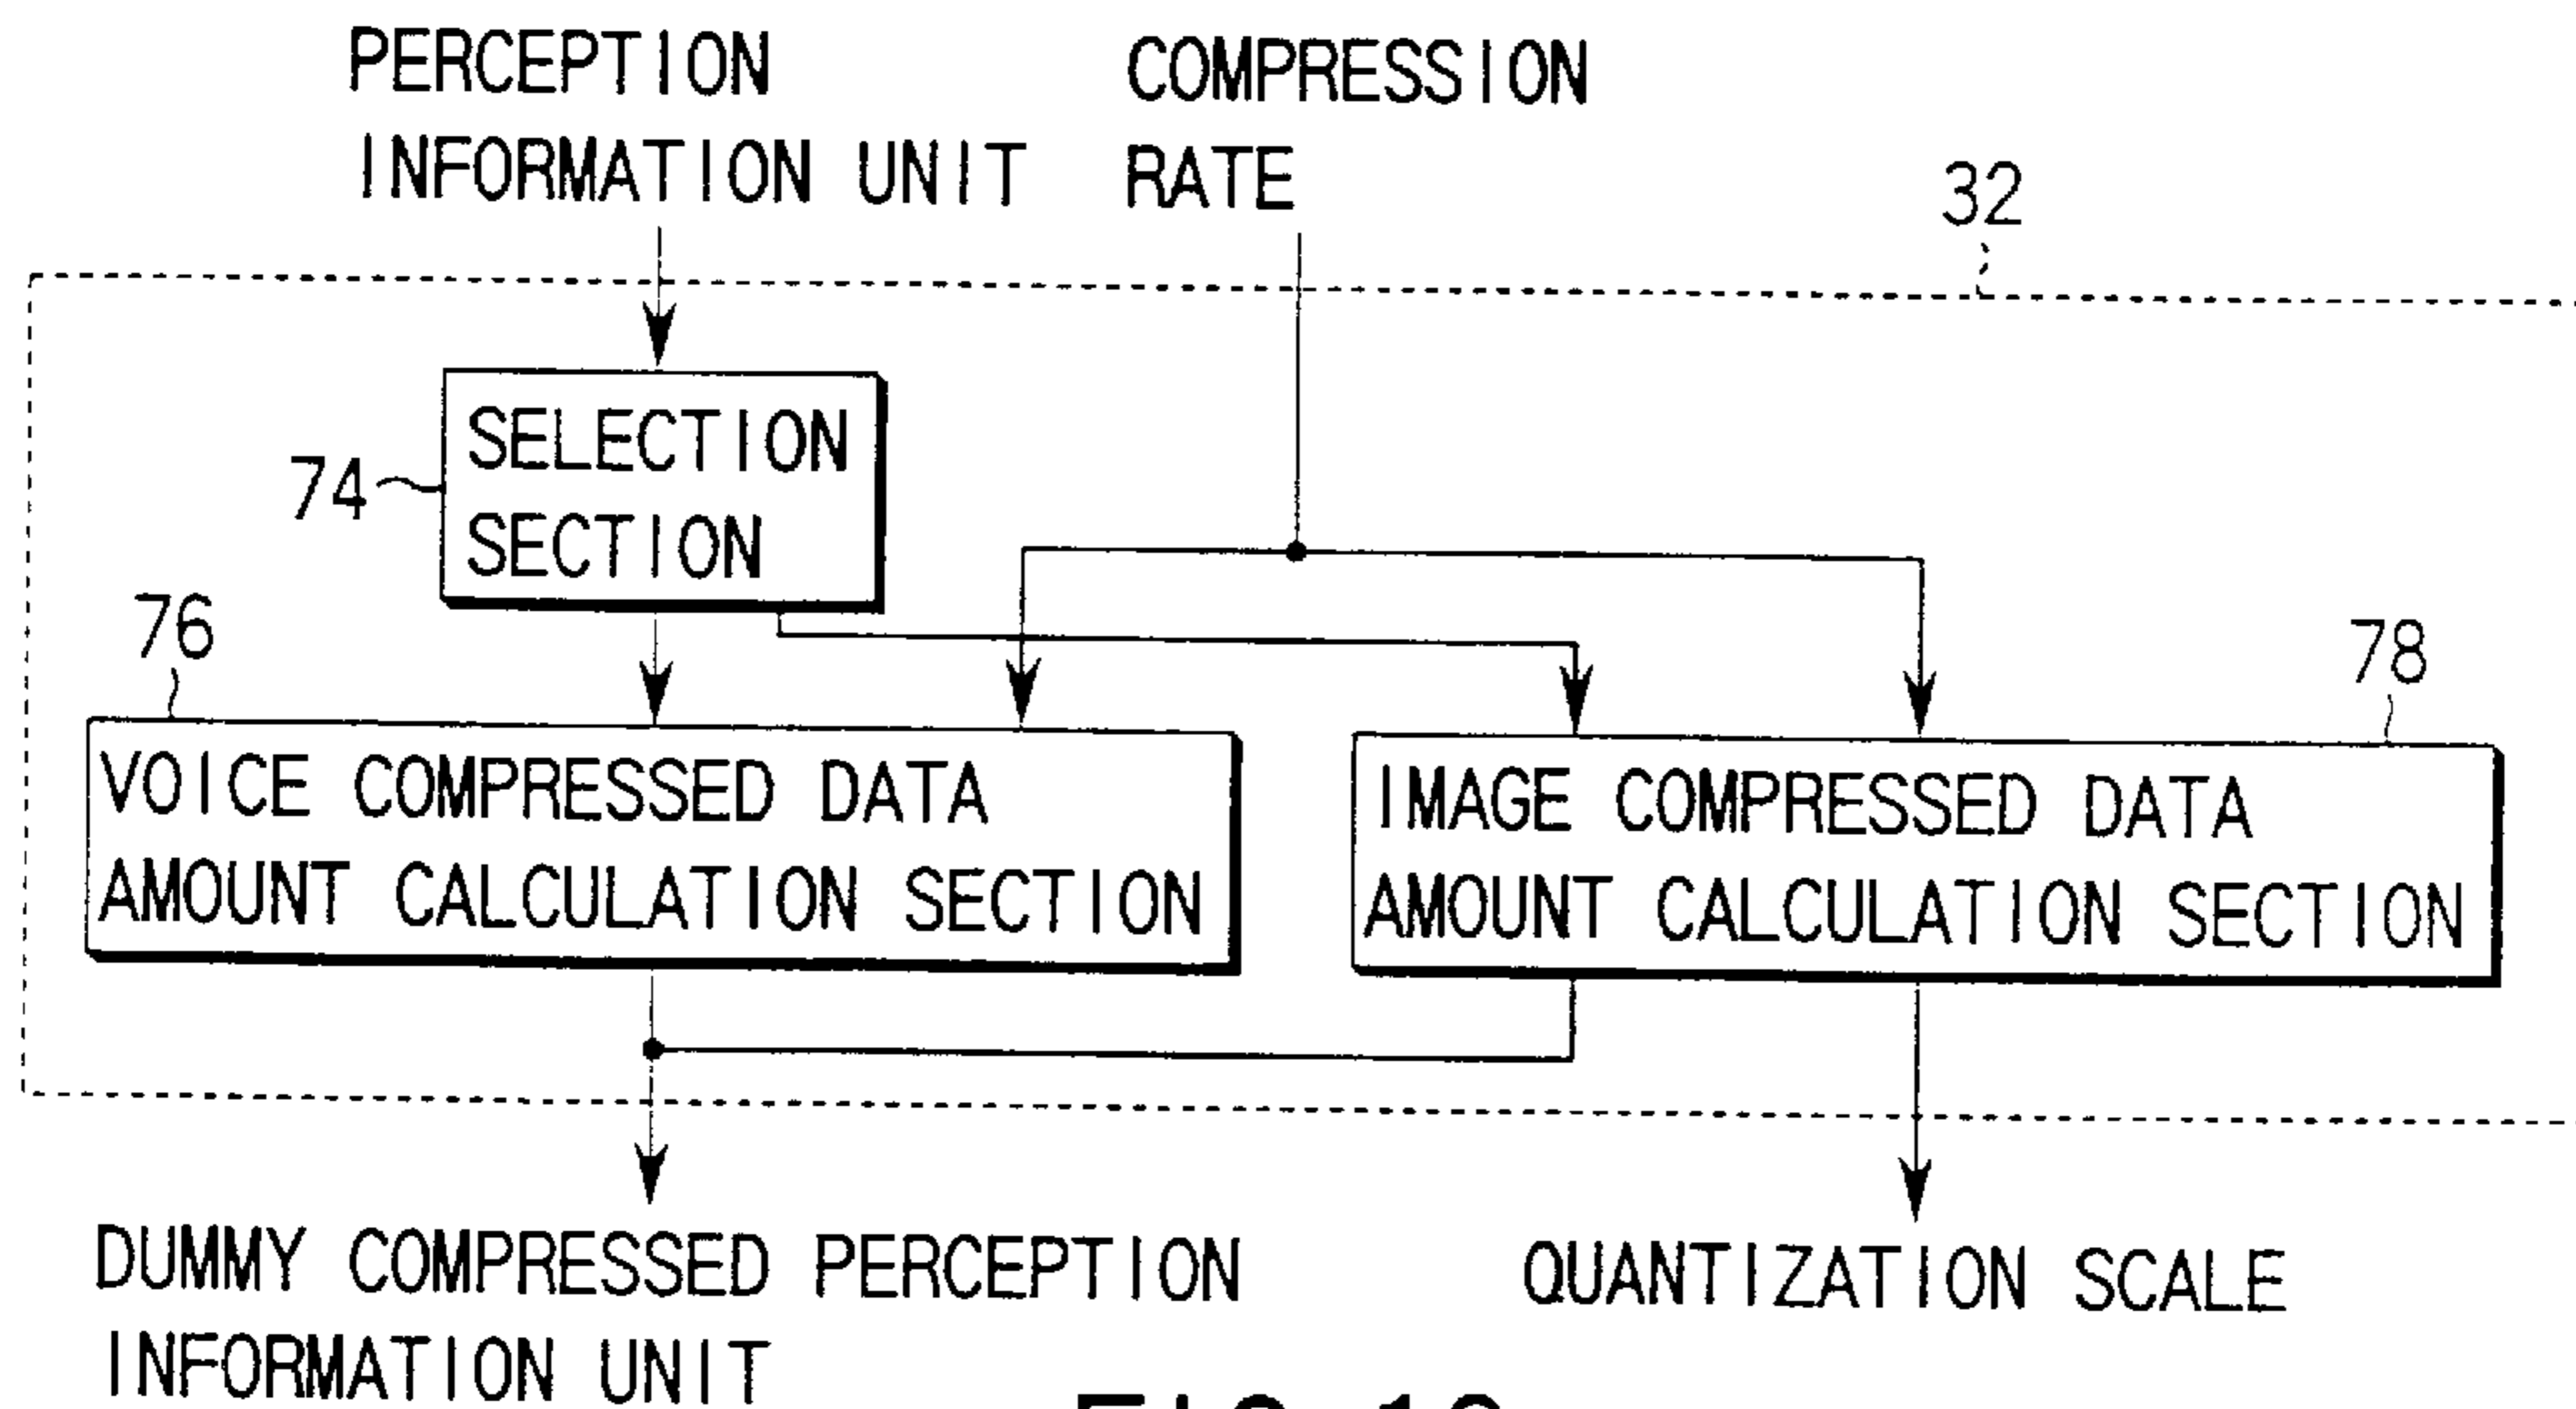 PERCEPTION
INFORMATION UNIT
COMPRESSION
RATE
32
SELECTION
SECTION
74
76
78
VOICE COMPRESSED DATA
AMOUNT CALCULATION SECTION
IMAGE COMPRESSED DATA
AMOUNT CALCULATION SECTION
DUMMY COMPRESSED PERCEPTION
INFORMATION UNIT
QUANTIZATION SCALE